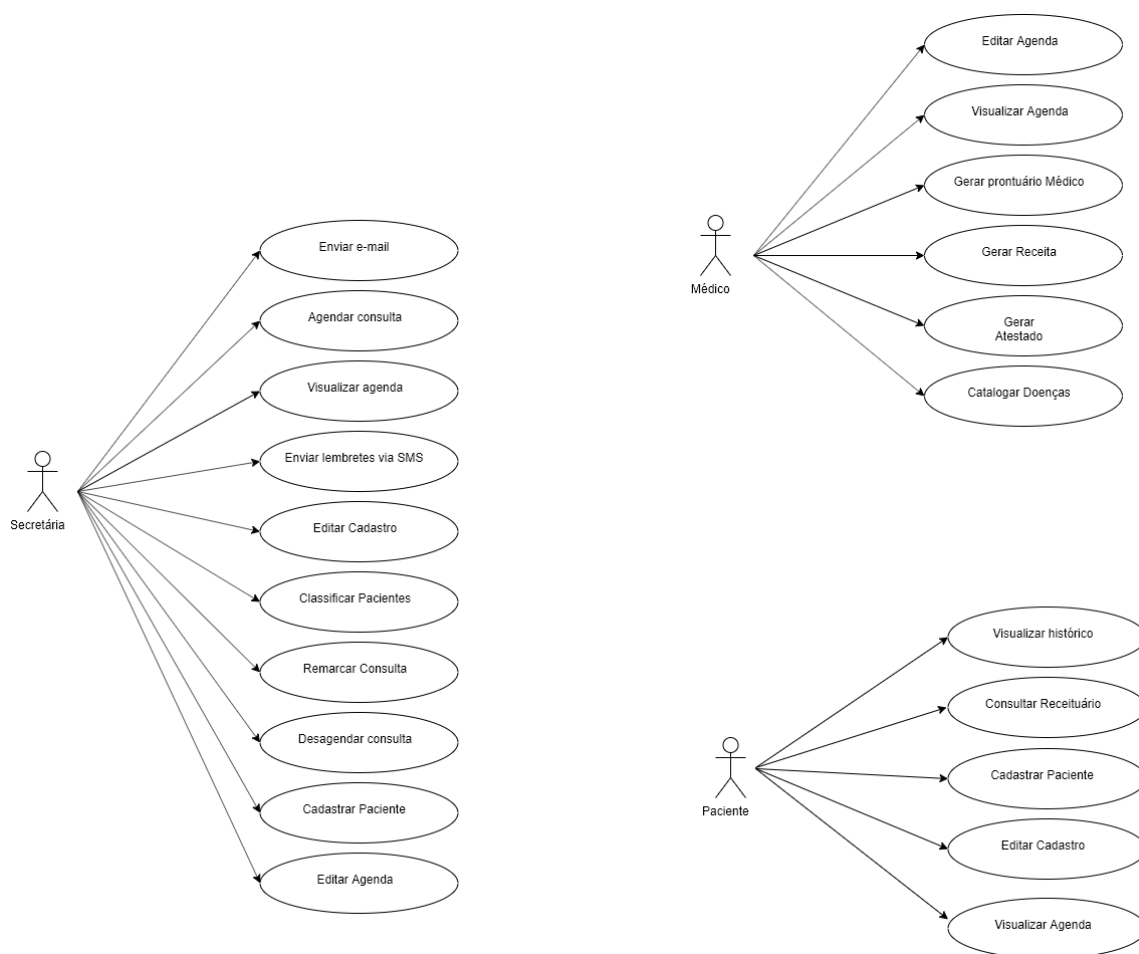 Enviar e-mail
Agendar consulta
Visualizar agenda
Enviar lembretes via SMS
Secretária
Editar Cadastro
Classificar Pacientes
Remarcar Consulta
Desagendar consulta
Cadastrar Paciente
Editar Agenda
Editar Agenda
Visualizar Agenda
Gerar prontuário Médico
Gerar Receita
Médico
Gerar
Atestado
Catalogar Doenças
Visualizar histórico
Consultar Receituário
Cadastrar Paciente
Paciente
Editar Cadastro
Visualizar Agenda